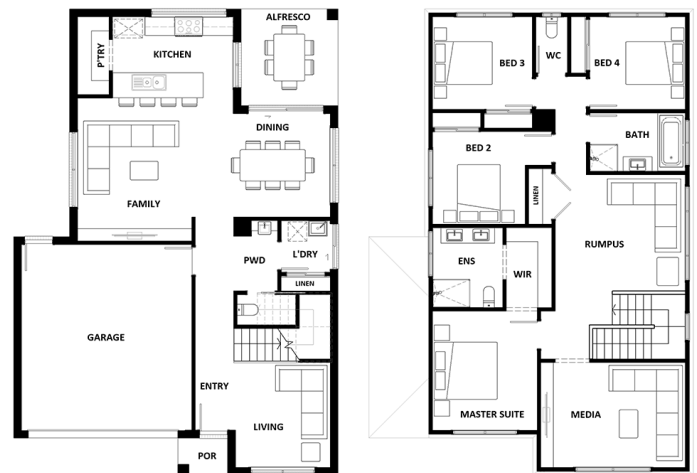 ALFRESCO
P'TRY
KITCHEN
DINING
FAMILY
PWD
L'DRY
LINEN
GARAGE
ENTRY
LIVING
POR
BED 3
WC
BED 4
BATH
BED 2
LINEN
RUMPUS
ENS
WIR
MASTER SUITE
MEDIA